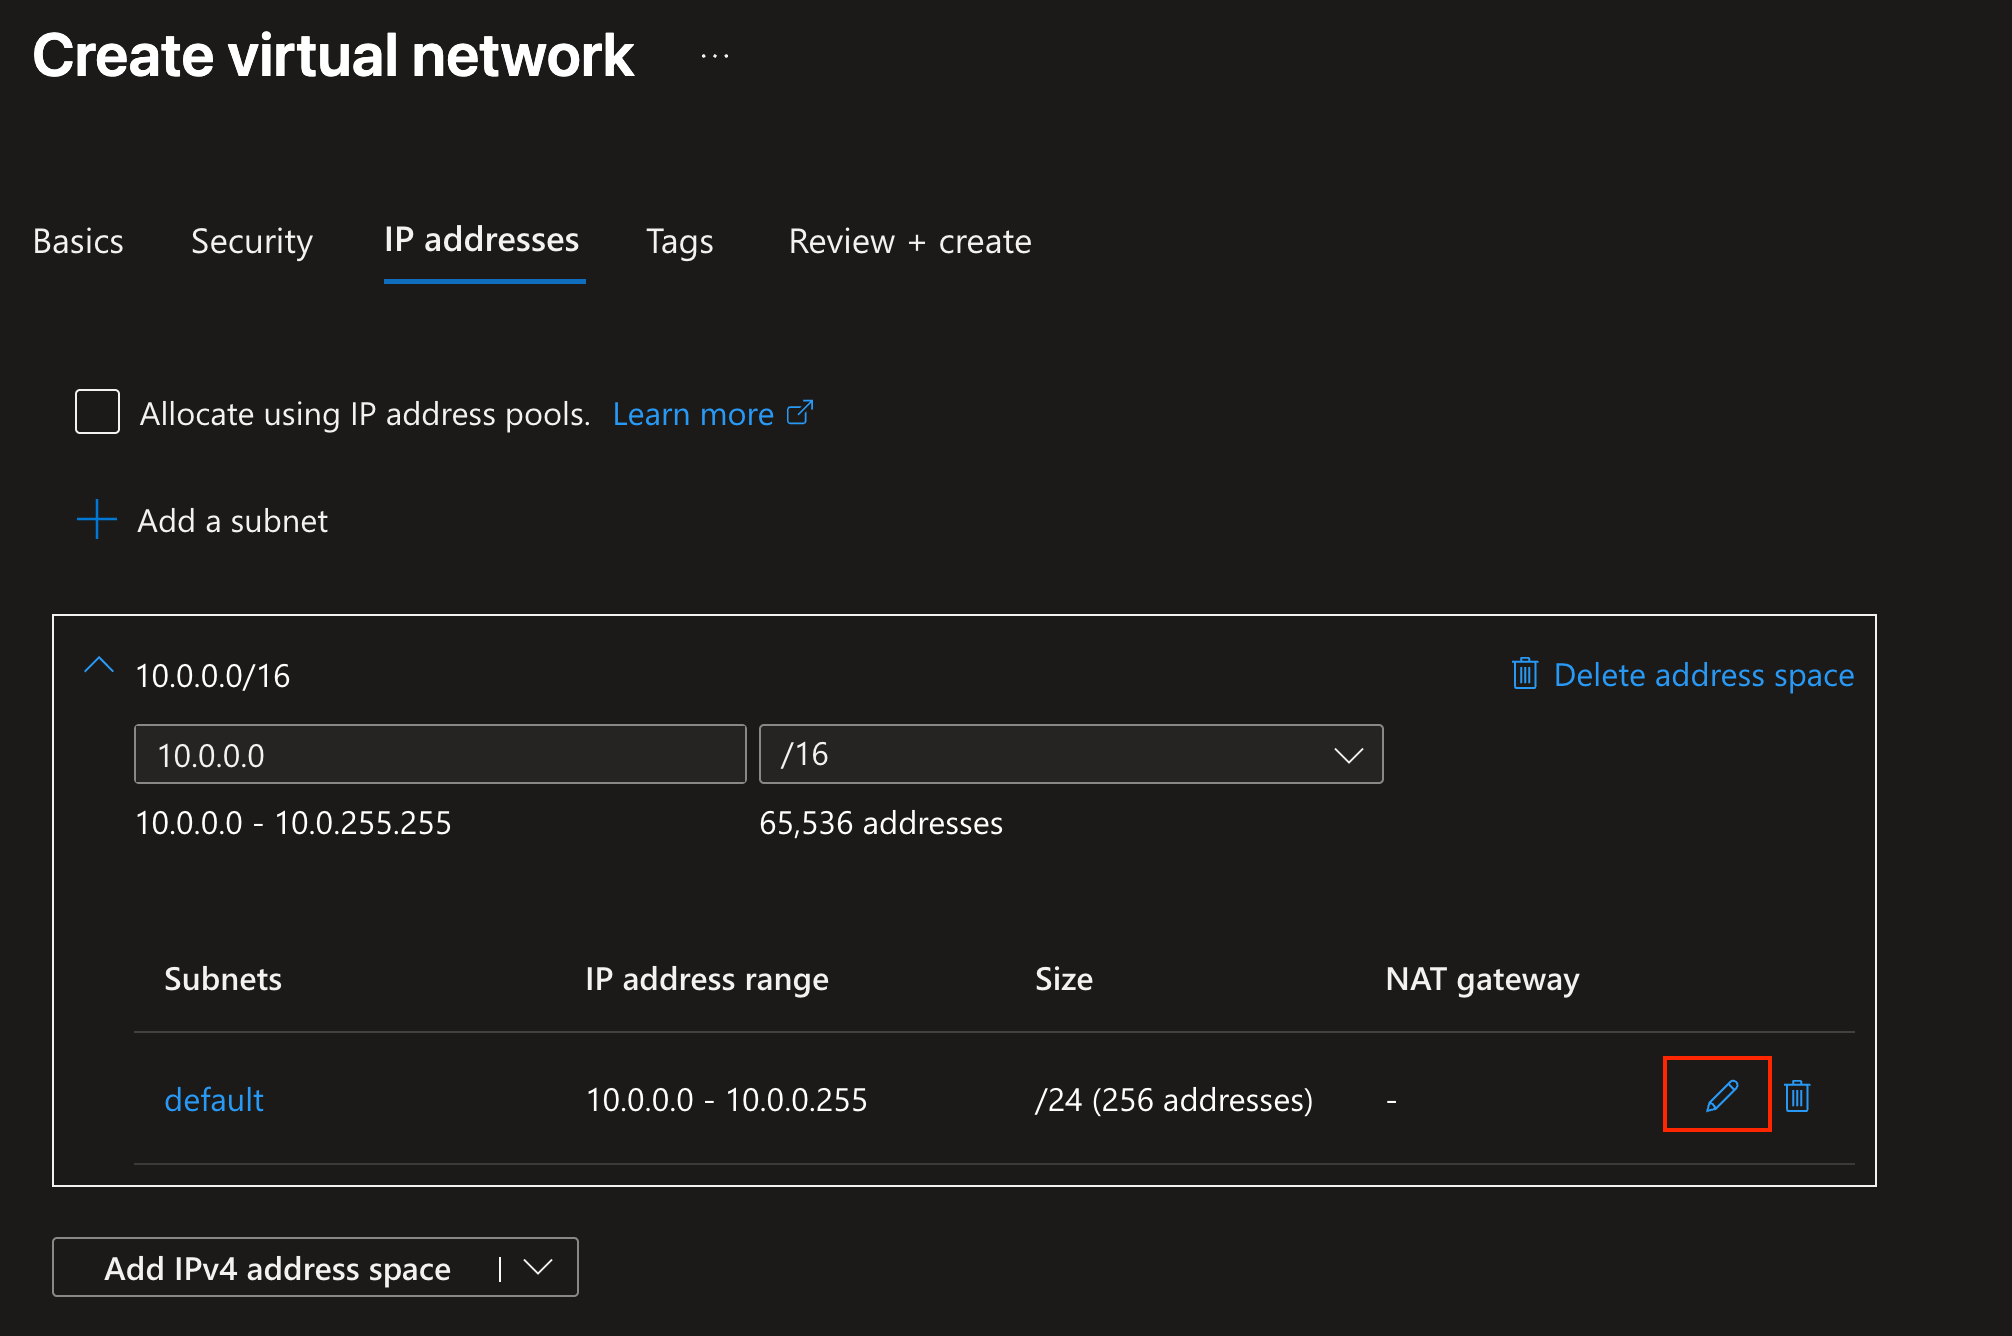 Create virtual network ...
Basics Security IP addresses Tags Review + create
Allocate using IP address pools. Learn more
Add a subnet
10.0.0.0/16 Delete address space
10.0.0.0 /16
10.0.0.0 - 10.0.255.255 65,536 addresses
Subnets IP address range Size NAT gateway
default 10.0.0.0 - 10.0.0.255 /24 (256 addresses) -
Add IPv4 address space |